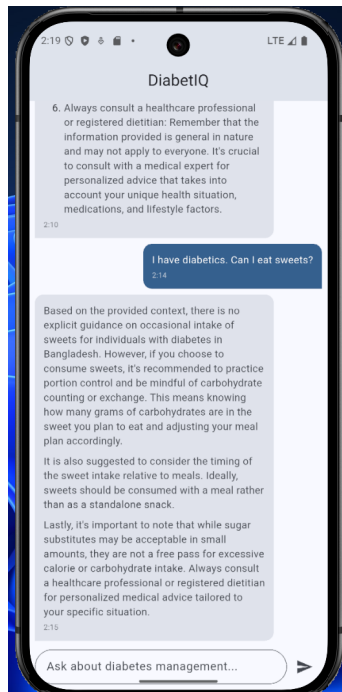 2:19
LTE
DiabetIQ
6. Always consult a healthcare professional
or registered dietitian: Remember that the
information provided is general in nature
and may not apply to everyone. It's crucial
to consult with a medical expert for
personalized advice that takes into
account your unique health situation,
medications, and lifestyle factors.
2:10
I have diabetics. Can I eat sweets?
2:14
Based on the provided context, there is no
explicit guidance on occasional intake of
sweets for individuals with diabetes in
Bangladesh. However, if you choose to
consume sweets, it's recommended to practice
portion control and be mindful of carbohydrate
counting or exchange. This means knowing
how many grams of carbohydrates are in the
sweet you plan to eat and adjusting your meal
plan accordingly.
It is also suggested to consider the timing of
the sweet intake relative to meals. Ideally,
sweets should be consumed with a meal rather
than as a standalone snack.
Lastly, it's important to note that while sugar
substitutes may be acceptable in small
amounts, they are not a free pass for excessive
calorie or carbohydrate intake. Always consult
a healthcare professional or registered dietitian
for personalized medical advice tailored to
your specific situation.
2:15
Ask about diabetes management...